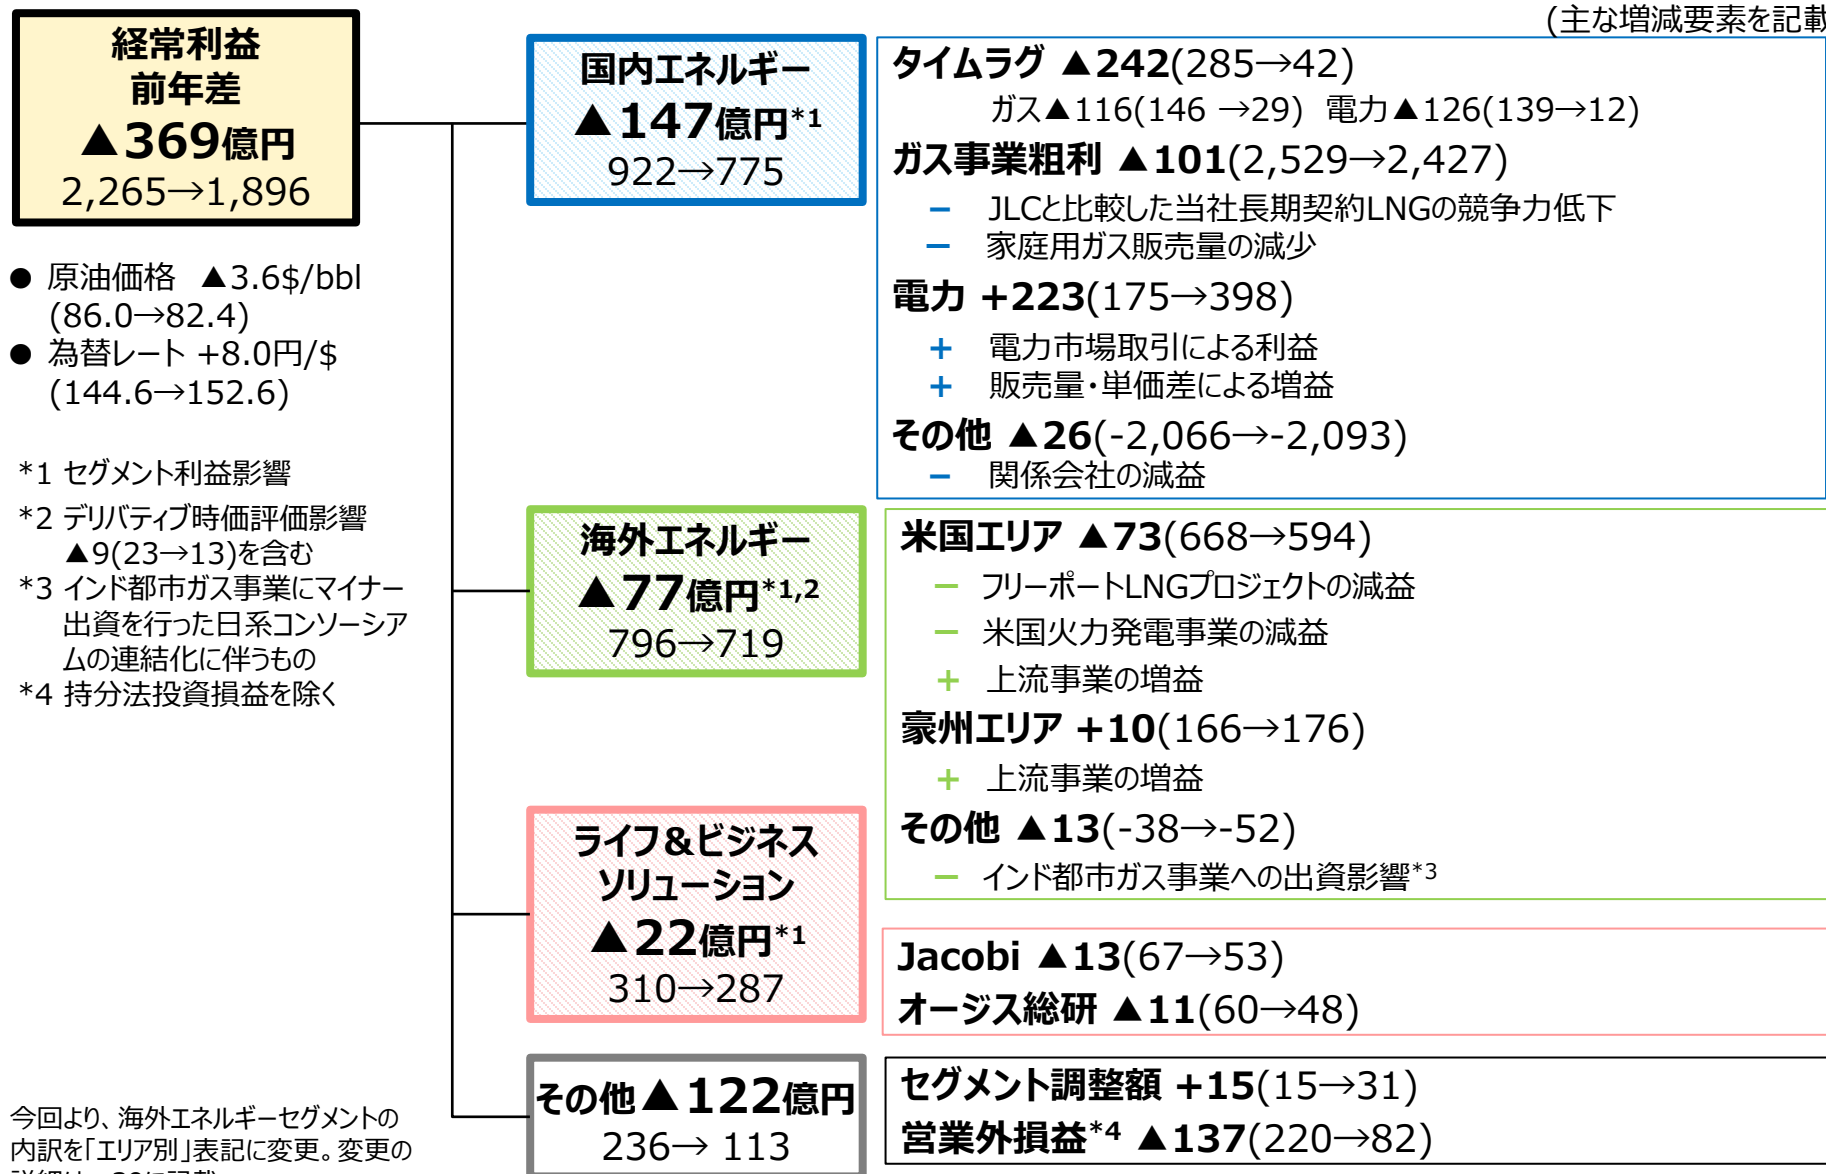 (主な増減要素を記載
経常利益
前年差
▲369億円
2,265→1,896
● 原油価格 ▲3.6$/bbl
(86.0→82.4)
● 為替レート +8.0円/$
(144.6→152.6)
*1 セグメント利益影響
*2 デリバティブ時価評価影響
▲9(23→13)を含む
*3 インド都市ガス事業にマイナー
出資を行った日系コンソーシア
ムの連結化に伴うもの
*4 持分法投資損益を除く
今回より、海外エネルギーセグメントの
内訳を「エリア別」表記に変更。変更の
国内エネルギー
▲147億円*1
922→775
タイムラグ ▲242(285→42)
ガス▲116(146 →29) 電力▲126(139→12)
ガス事業粗利 ▲101(2,529→2,427)
－ JLCと比較した当社長期契約LNGの競争力低下
－ 家庭用ガス販売量の減少
電力 +223(175→398)
＋ 電力市場取引による利益
＋ 販売量・単価差による増益
その他 ▲26(-2,066→-2,093)
－ 関係会社の減益
海外エネルギー
▲77億円*1,2
796→719
米国エリア ▲73(668→594)
－ フリーポートLNGプロジェクトの減益
－ 米国火力発電事業の減益
＋ 上流事業の増益
豪州エリア +10(166→176)
＋ 上流事業の増益
その他 ▲13(-38→-52)
－ インド都市ガス事業への出資影響*3
ライフ&ビジネス
ソリューション
▲22億円*1
310→287
Jacobi ▲13(67→53)
オージス総研 ▲11(60→48)
その他▲122億円
236→ 113
セグメント調整額 +15(15→31)
営業外損益*4 ▲137(220→82)